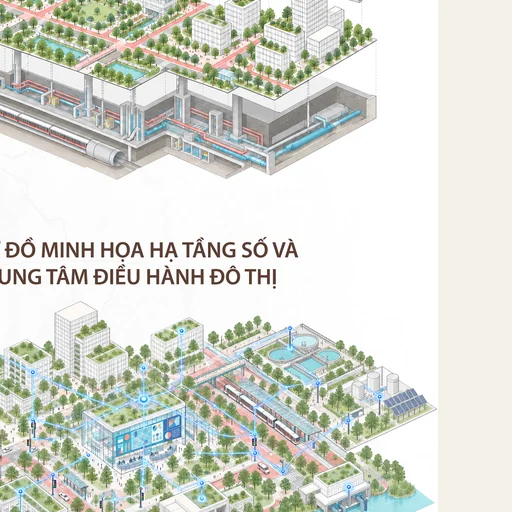 ĐỒ MINH HỌA HẠ TẦNG SỐ VÀ
UNG TÂM ĐIỀU HÀNH ĐÔ THỊ